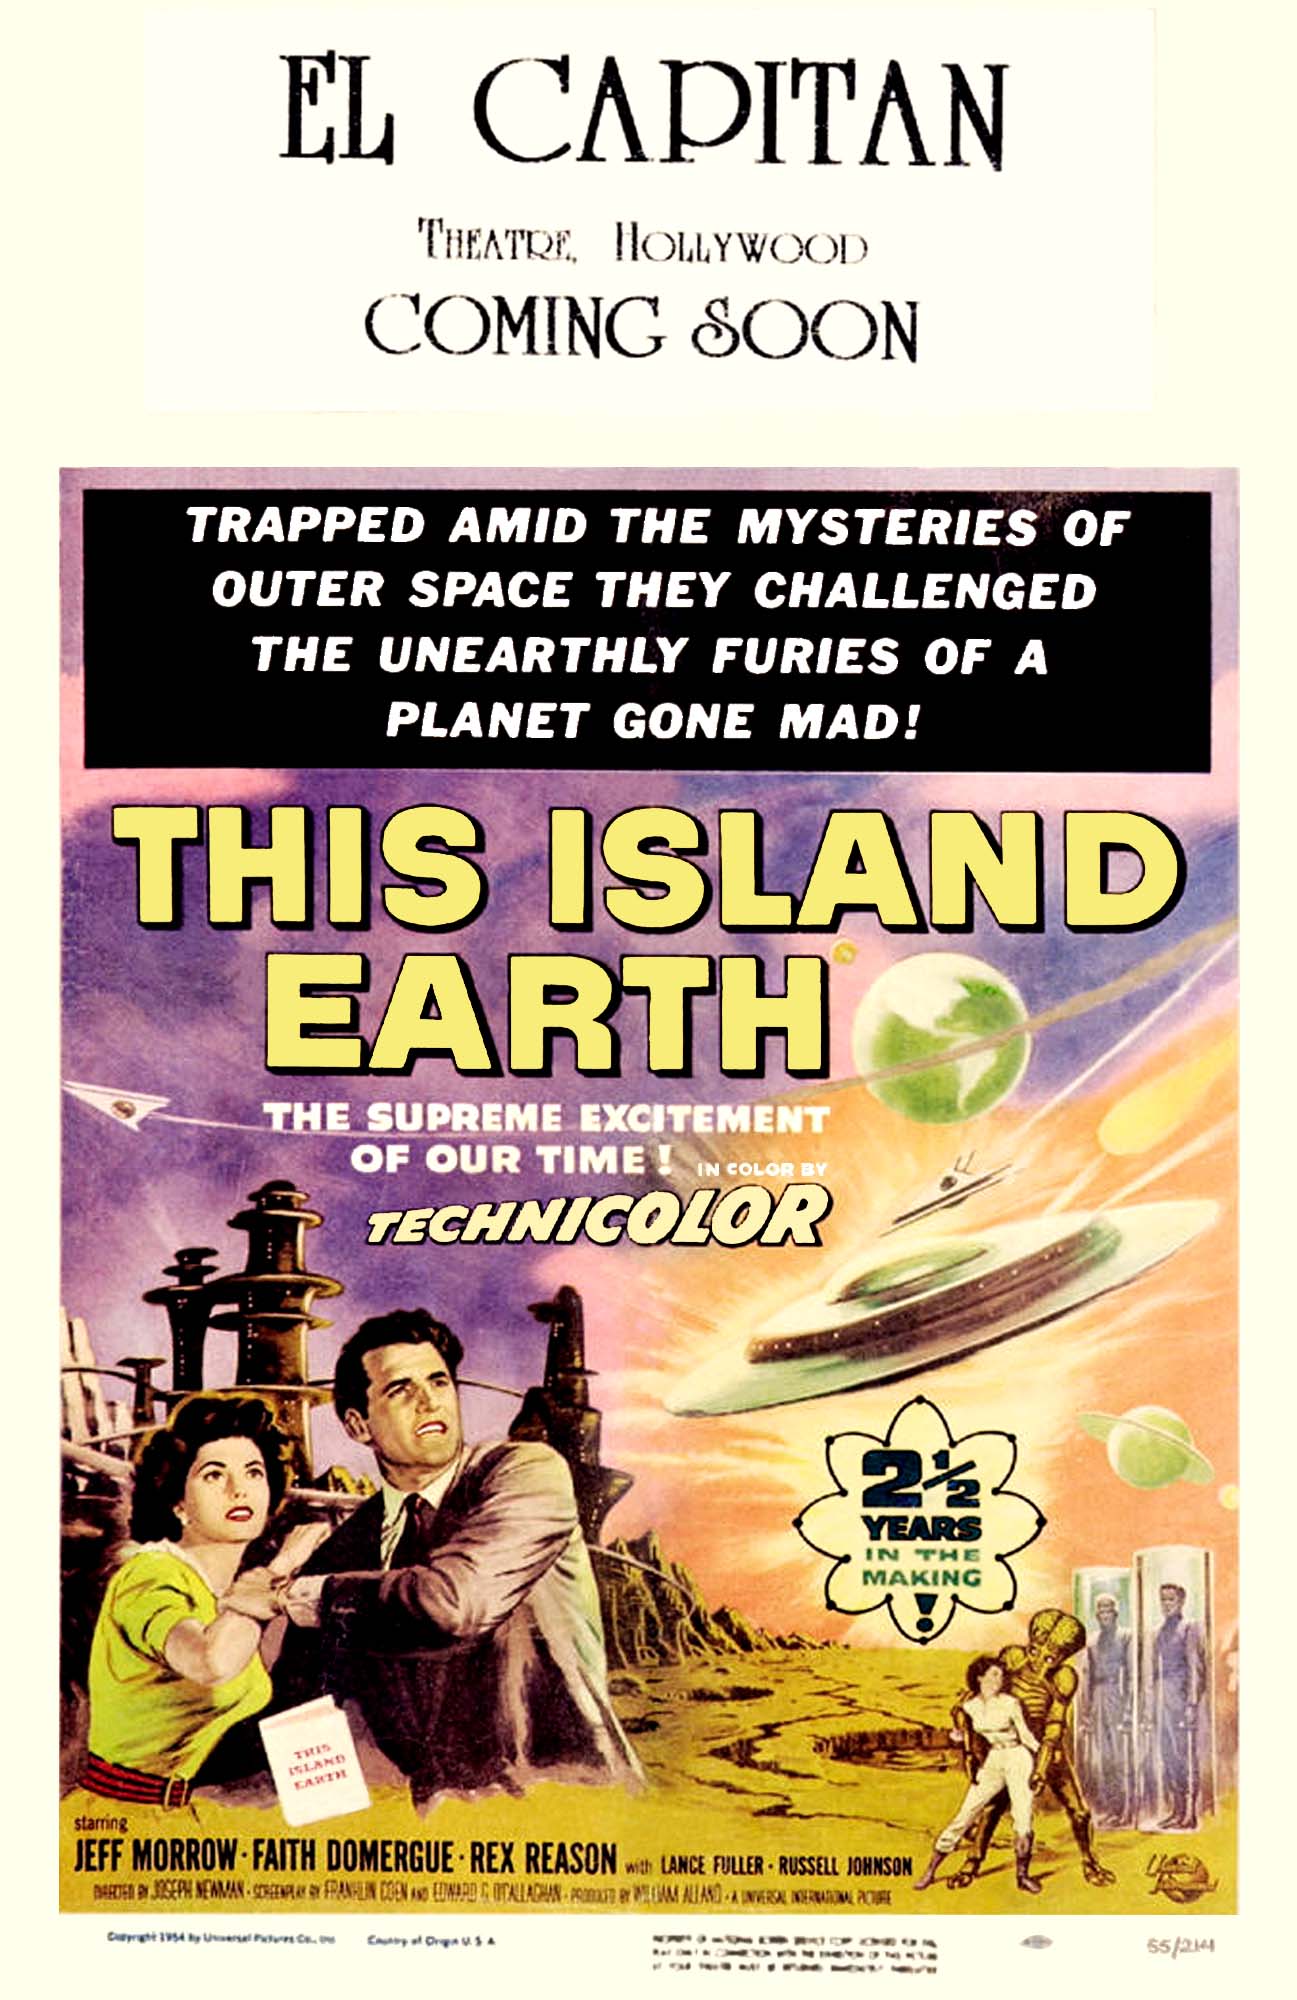 EL CAPITAN
THEATRE, HOLLYWOOD
COMING SOON
TRAPPED AMID THE MYSTERIES OF
OUTER SPACE THEY CHALLENGED
THE UNEARTHLY FURIES OF A
PLANET GONE MAD!
THIS ISLAND
EARTH
THE SUPREME EXCITEMENT
OF OUR TIME! IN COLOR BY
TECHNICOLOR
2½
YEARS
IN THE
MAKING
!
THIS
ISLAND
EARTH
starring
JEFF MORROW · FAITH DOMERGUE · REX REASON with LANCE FULLER · RUSSELL JOHNSON
DIRECTED BY JOSEPH NEWMAN · SCREENPLAY BY FRANKLIN COEN AND EDWARD G. O'CALLAGHAN · PRODUCED BY WILLIAM ALLAND · A UNIVERSAL INTERNATIONAL PICTURE
Copyright 1954 by Universal Pictures Co., Inc.
Country of Origin U.S.A.
55/214